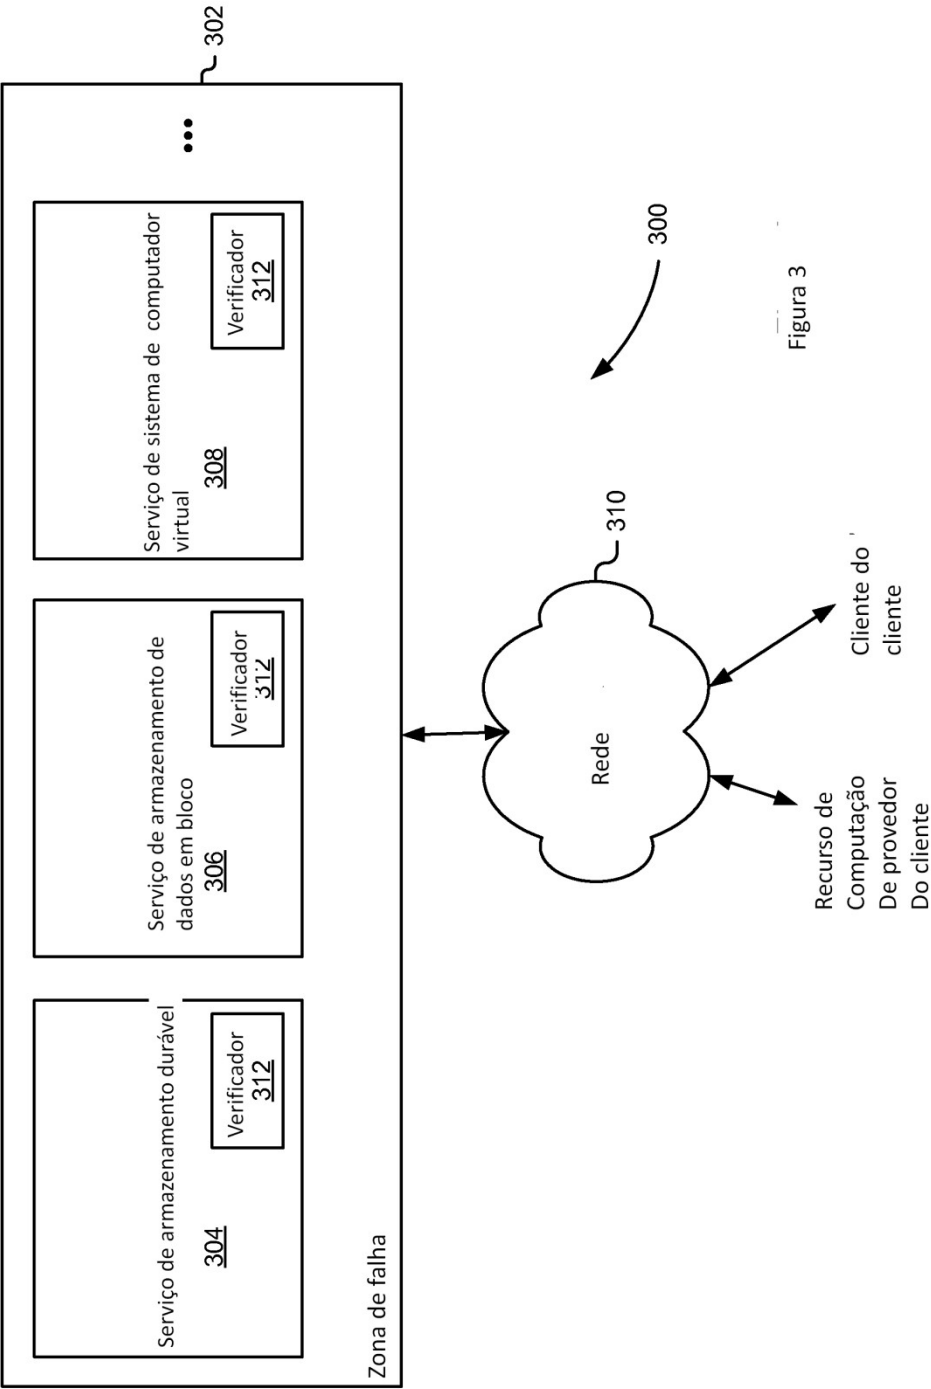 302
Serviço de armazenamento durável
304
Verificador
312
Serviço de armazenamento de
dados em bloco
306
Verificador
312
Serviço de sistema de computador
virtual
308
Verificador
312
...
Zona de falha
Rede
310
300
Recurso de
Computação
De provedor
Do cliente
Cliente do
cliente
Figura 3